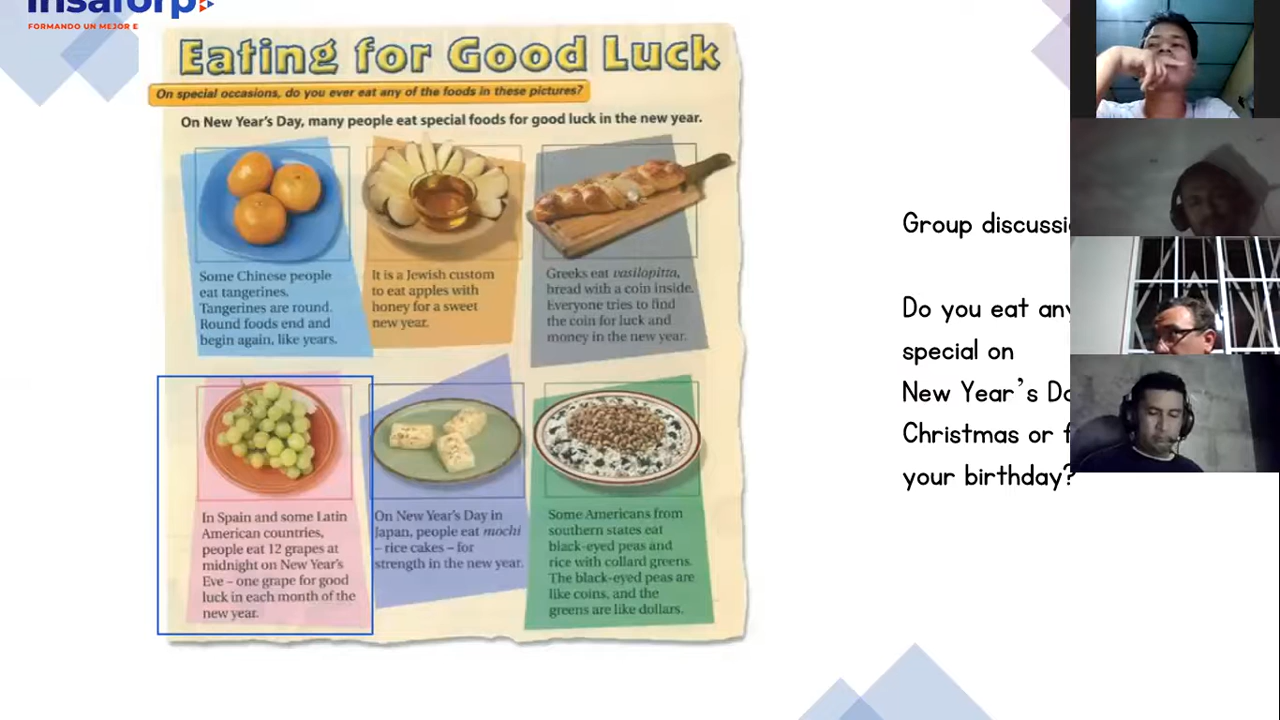 insaforp
FORMANDO UN MEJOR E
Eating for Good Luck
On special occasions, do you ever eat any of the foods in these pictures?
On New Year's Day, many people eat special foods for good luck in the new year.
Some Chinese people
eat tangerines.
Tangerines are round.
Round foods end and
begin again, like years.
It is a Jewish custom
to eat apples with
honey for a sweet
new year.
Greeks eat vasilopitta,
bread with a coin inside.
Everyone tries to find
the coin for luck and
money in the new year.
In Spain and some Latin
American countries,
people eat 12 grapes at
midnight on New Year's
Eve – one grape for good
luck in each month of the
new year.
On New Year's Day in
Japan, people eat mochi
– rice cakes – for
strength in the new year.
Some Americans from
southern states eat
black-eyed peas and
rice with collard greens.
The black-eyed peas are
like coins, and the
greens are like dollars.
Group discussi
Do you eat any
special on
New Year's Da
Christmas or f
your birthday?